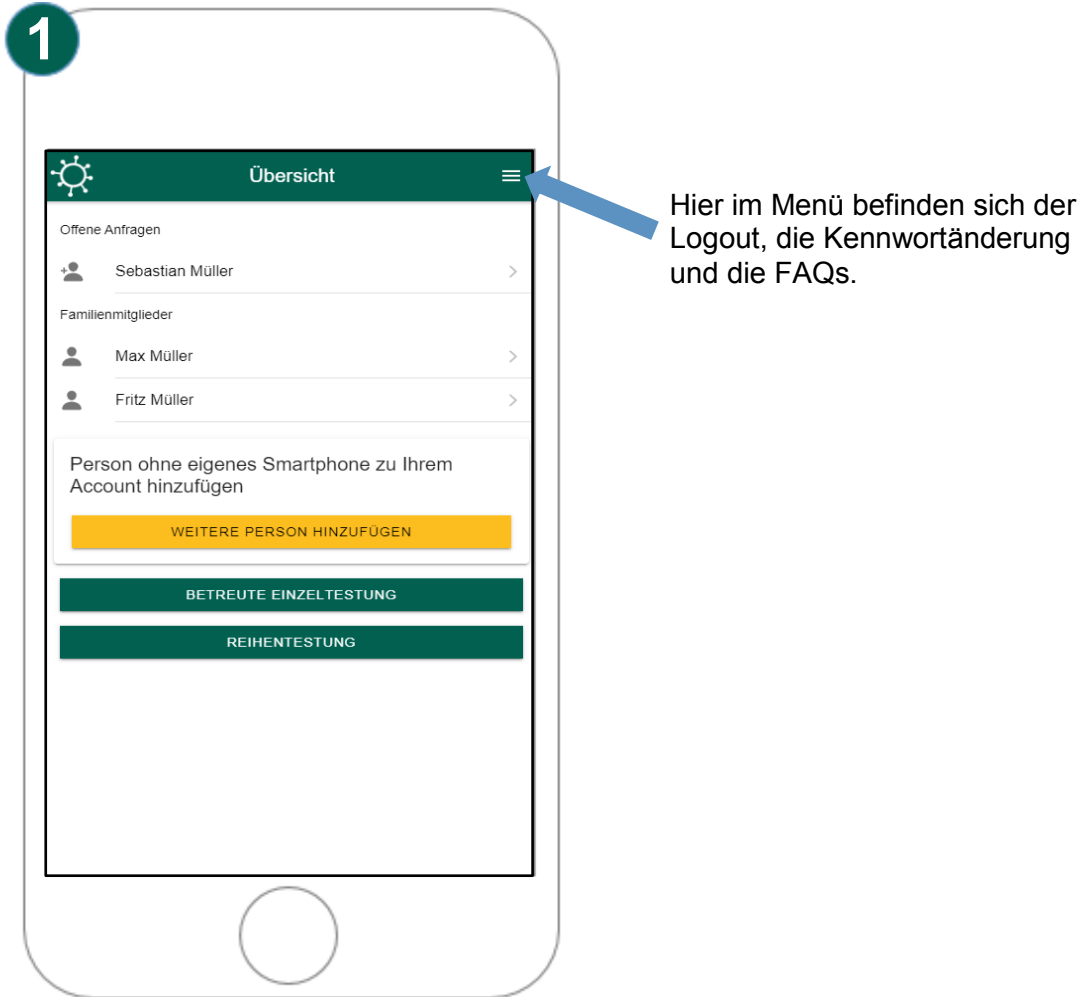 1
Übersicht
Hier im Menü befinden sich der
Logout, die Kennwortänderung
und die FAQs.
Offene Anfragen
Sebastian Müller
Familienmitglieder
Max Müller
Fritz Müller
Person ohne eigenes Smartphone zu Ihrem
Account hinzufügen
WEITERE PERSON HINZUFÜGEN
BETREUTE EINZELTESTUNG
REIHENTESTUNG